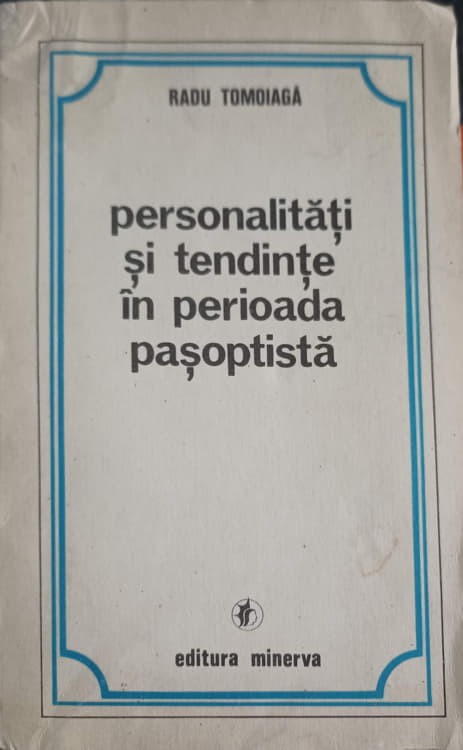 RADU TOMOIAGĂ
personalități
și tendințe
în perioada
pașoptistă
editura minerva